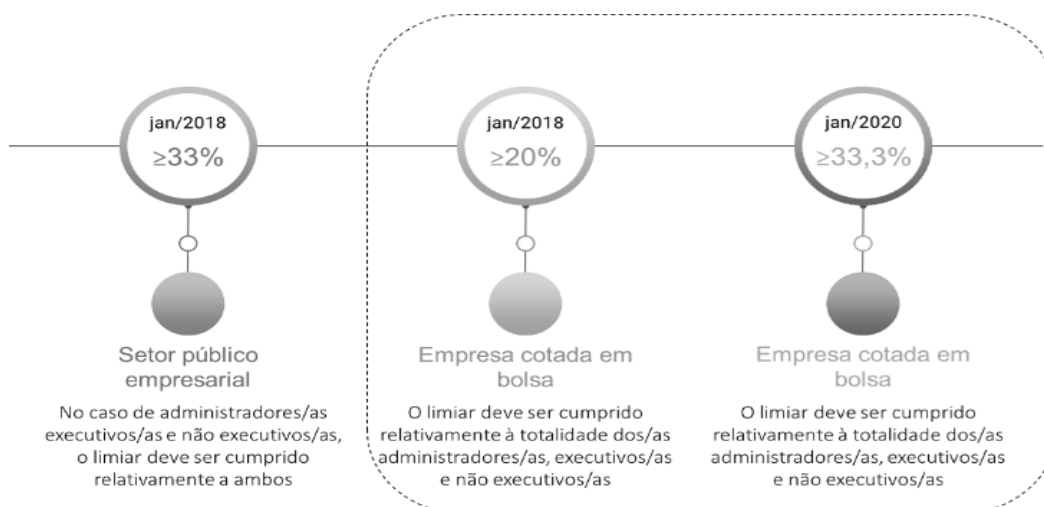 jan/2018
≥33%
Setor público
empresarial
No caso de administradores/as
executivos/as e não executivos/as,
o limiar deve ser cumprido
relativamente a ambos
jan/2018
≥20%
Empresa cotada em
bolsa
O limiar deve ser cumprido
relativamente à totalidade dos/as
administradores/as, executivos/as
e não executivos/as
jan/2020
≥33,3%
Empresa cotada em
bolsa
O limiar deve ser cumprido
relativamente à totalidade dos/as
administradores/as, executivos/as
e não executivos/as